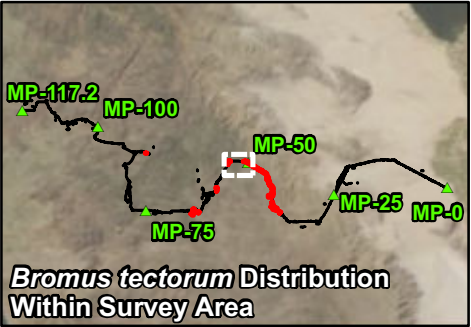 MP-117.2
MP-100
MP-50
MP-25
MP-0
MP-75
Bromus tectorum Distribution
Within Survey Area